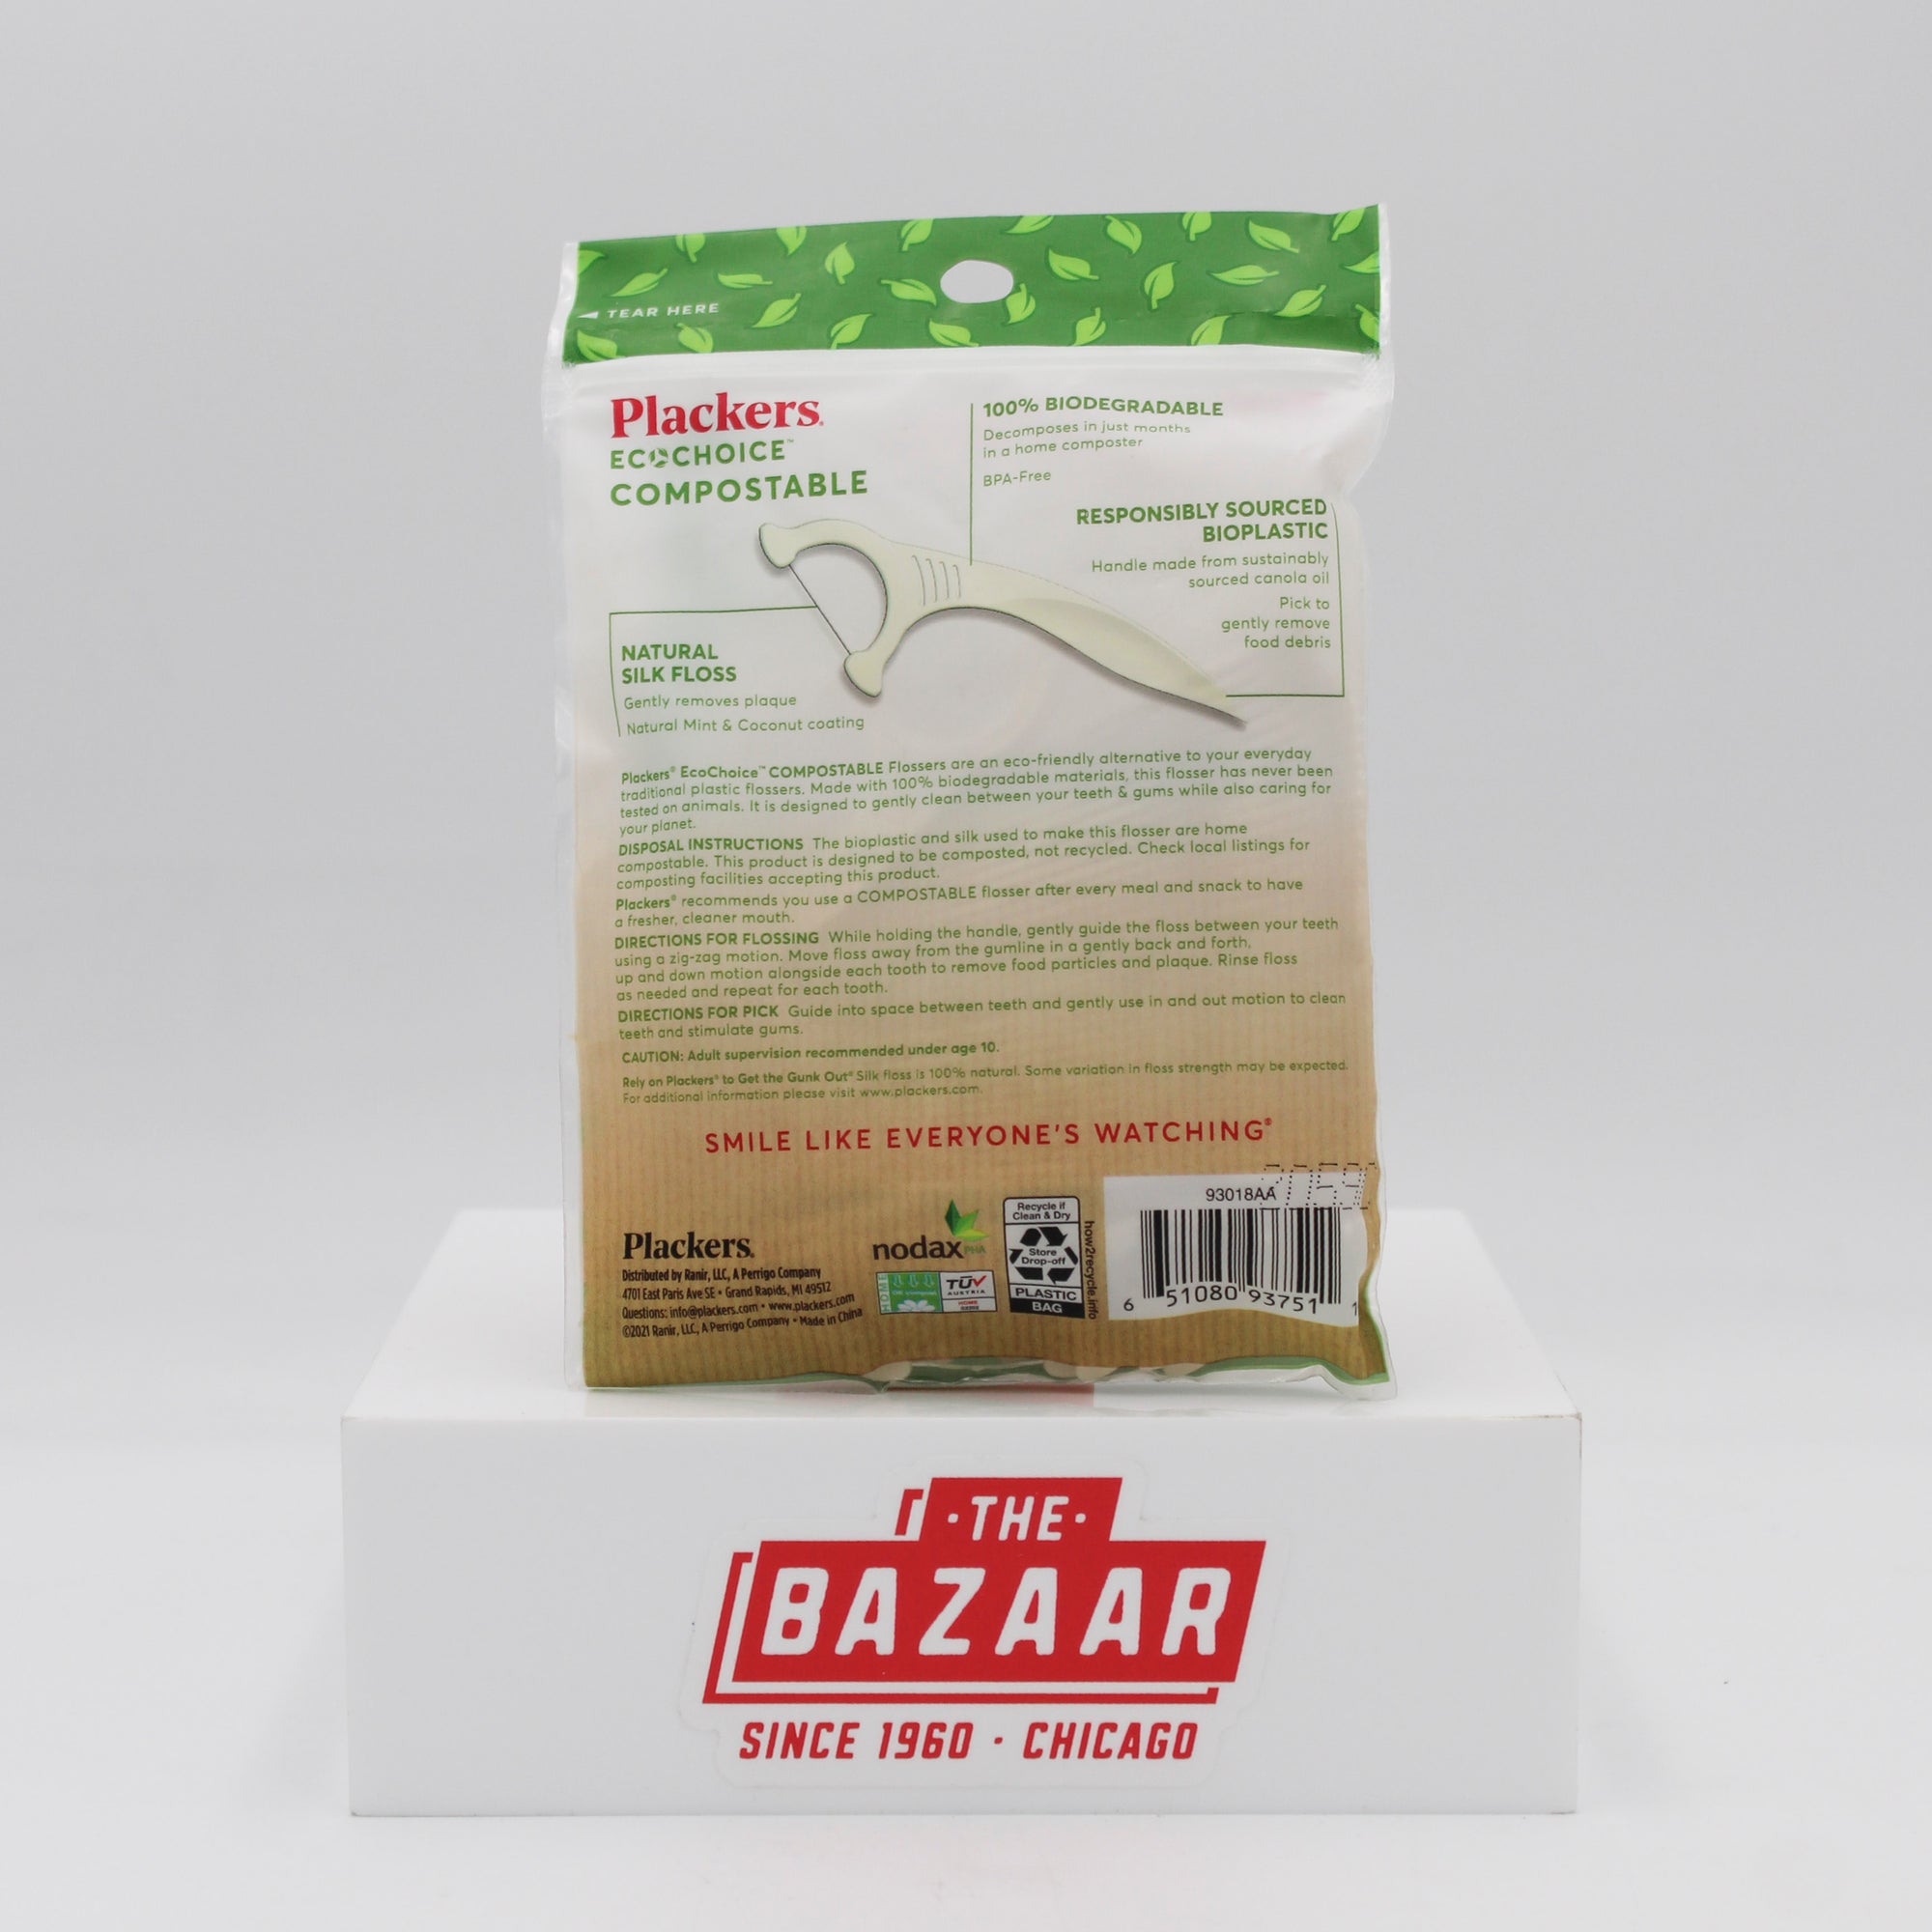 TEAR HERE
Plackers®
ECOCHOICE™
COMPOSTABLE
100% BIODEGRADABLE
Decomposes in just months
in a home composter
BPA-Free
RESPONSIBLY SOURCED
BIOPLASTIC
Handle made from sustainably
sourced canola oil
Pick to
gently remove
food debris
NATURAL
SILK FLOSS
Gently removes plaque
Natural Mint & Coconut coating
Plackers® EcoChoice™ COMPOSTABLE Flossers are an eco-friendly alternative to your everyday
traditional plastic flossers. Made with 100% biodegradable materials, this flosser has never been
tested on animals. It is designed to gently clean between your teeth & gums while also caring for
your planet.
DISPOSAL INSTRUCTIONS The bioplastic and silk used to make this flosser are home
compostable. This product is designed to be composted, not recycled. Check local listings for
composting facilities accepting this product.
Plackers® recommends you use a COMPOSTABLE flosser after every meal and snack to have
a fresher, cleaner mouth.
DIRECTIONS FOR FLOSSING While holding the handle, gently guide the floss between your teeth
using a zig-zag motion. Move floss away from the gumline in a gently back and forth,
up and down motion alongside each tooth to remove food particles and plaque. Rinse floss
as needed and repeat for each tooth.
DIRECTIONS FOR PICK Guide into space between teeth and gently use in and out motion to clean
teeth and stimulate gums.
CAUTION: Adult supervision recommended under age 10.
Rely on Plackers® to Get the Gunk Out® Silk floss is 100% natural. Some variation in floss strength may be expected.
For additional information please visit www.plackers.com.
SMILE LIKE EVERYONE'S WATCHING®
Plackers®
Distributed by Ranir, LLC, A Perrigo Company
4701 East Paris Ave SE • Grand Rapids, MI 49512
Questions: info@plackers.com • www.plackers.com
©2021 Ranir, LLC, A Perrigo Company • Made in China
nodax PHA
HOME
OK compost
TÜV
AUSTRIA
HOME
Recycle if
Clean & Dry
Store
Drop-off
PLASTIC
BAG
how2recycle.info
93018AA
6 51080 93751 1
·THE·
BAZAAR
SINCE 1960 · CHICAGO